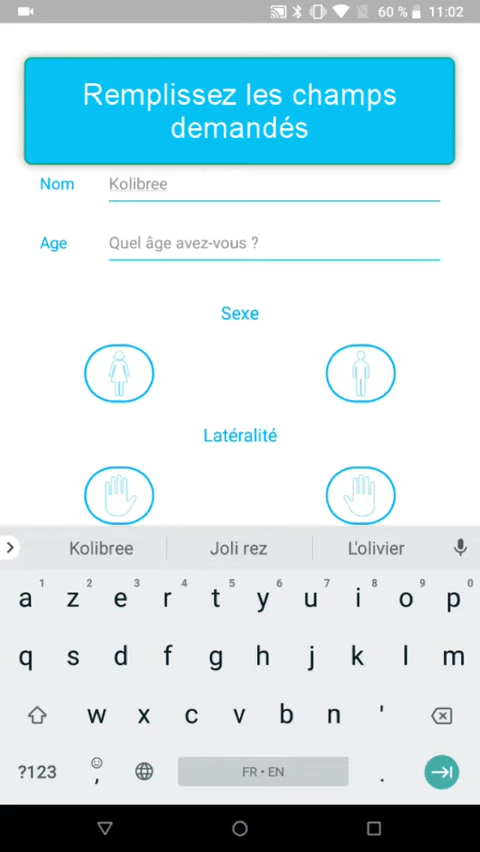 60 % 11:02
Remplissez les champs
demandés
Nom Kolibree
Age Quel âge avez-vous ?
Sexe
Latéralité
Kolibree Joli rez L'olivier
1 2 3 4 5 6 7 8 9 0
a z e r t y u i o p
q s d f g h j k l m
w x c v b n '
?123 , FR • EN .